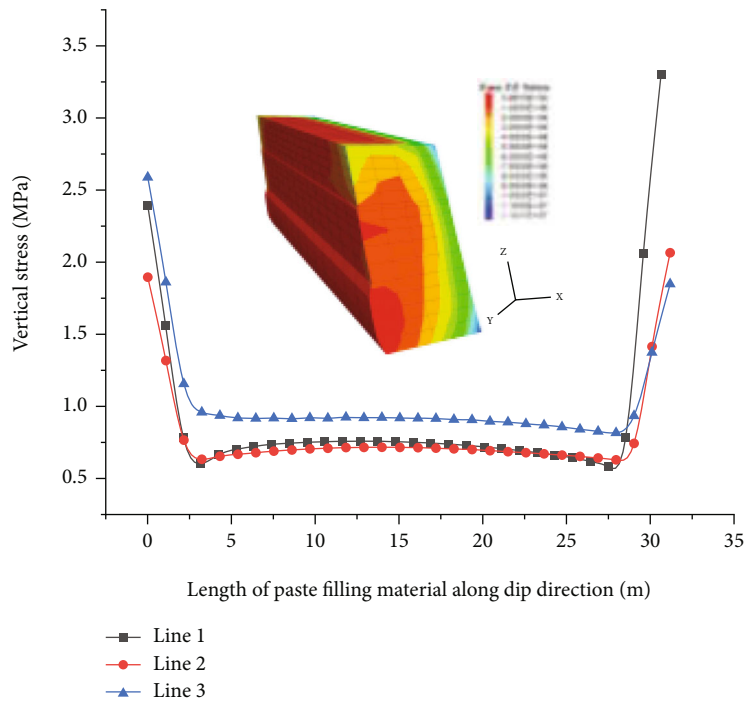 3.5
3.0
2.5
2.0
1.5
1.0
0.5
Vertical stress (MPa)
Z
X
Y
0 5 10 15 20 25 30 35
Length of paste filling material along dip direction (m)
Line 1
Line 2
Line 3